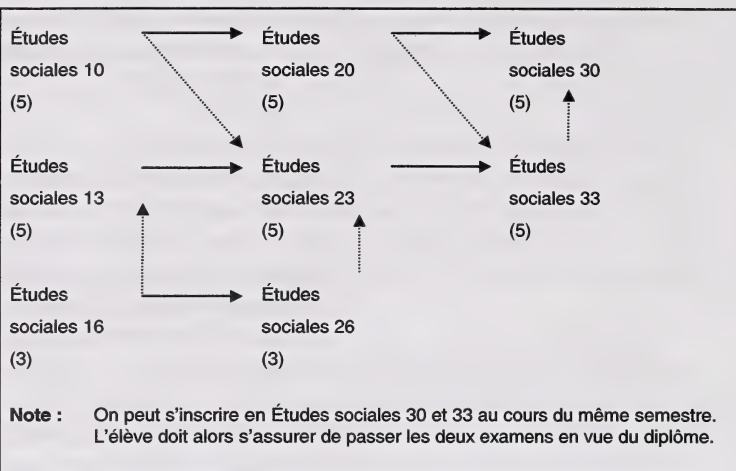 Études
sociales 10
(5)
Études
sociales 20
(5)
Études
sociales 30
(5)
Études
sociales 13
(5)
Études
sociales 23
(5)
Études
sociales 33
(5)
Études
sociales 16
(3)
Études
sociales 26
(3)
Note : On peut s'inscrire en Études sociales 30 et 33 au cours du même semestre.
L'élève doit alors s'assurer de passer les deux examens en vue du diplôme.